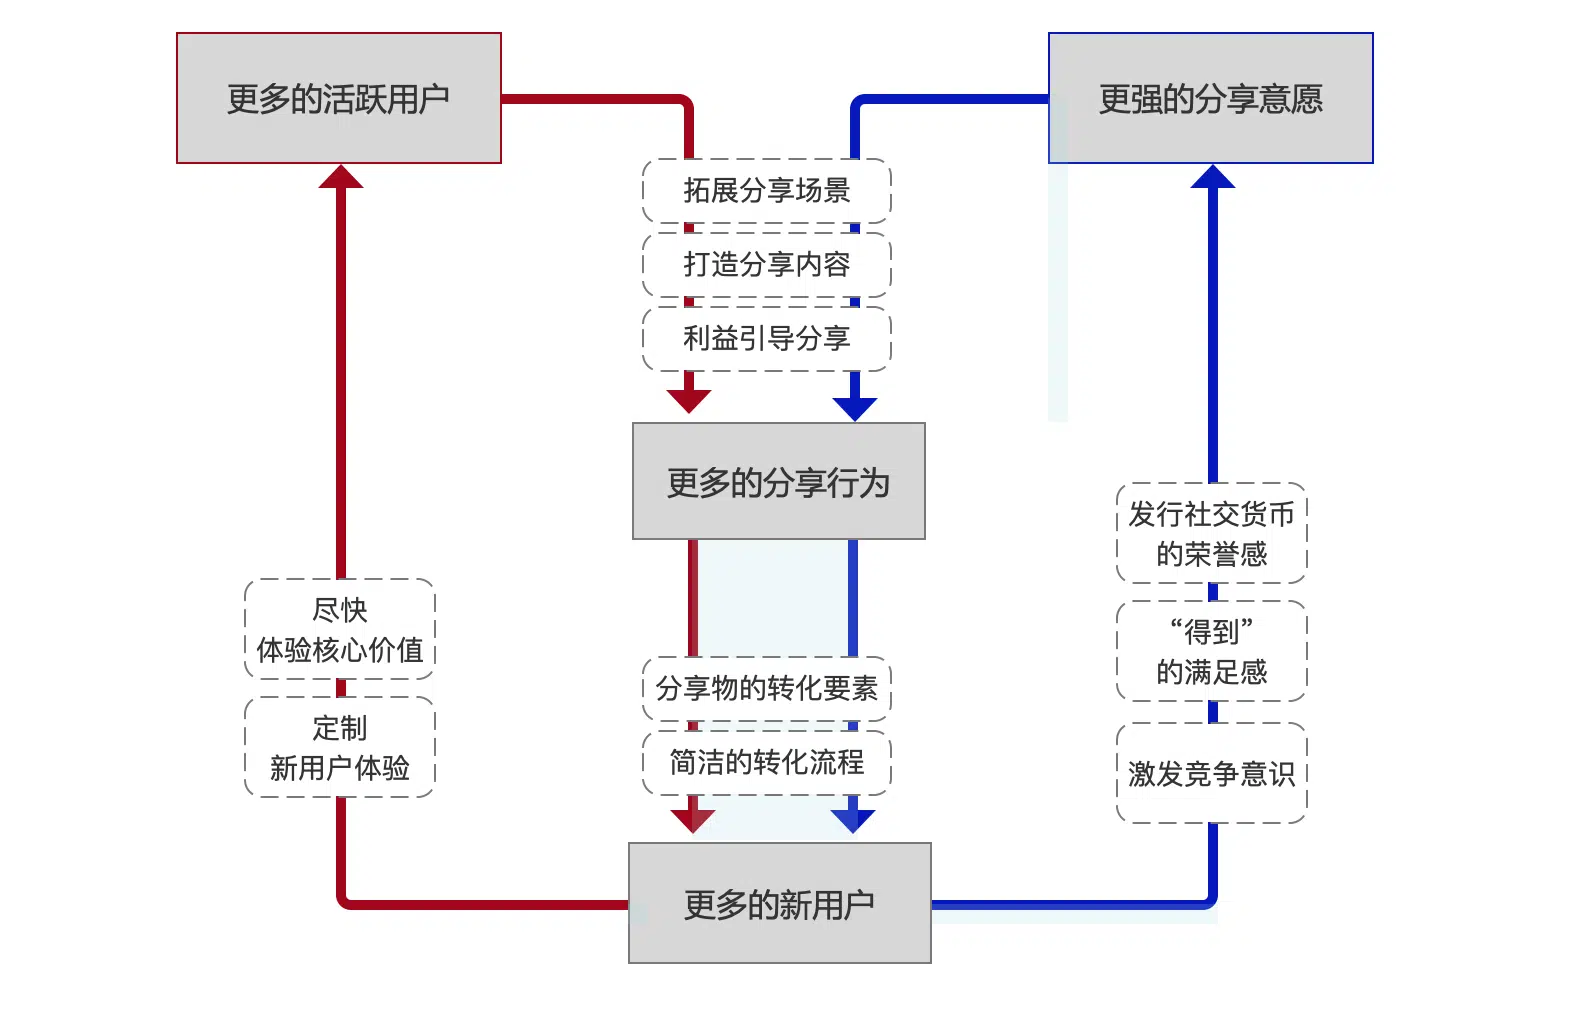 更多的活跃用户
更强的分享意愿
拓展分享场景
打造分享内容
利益引导分享
更多的分享行为
发行社交货币
的荣誉感
“得到”
的满足感
激发竞争意识
尽快
体验核心价值
定制
新用户体验
分享物的转化要素
简洁的转化流程
更多的新用户